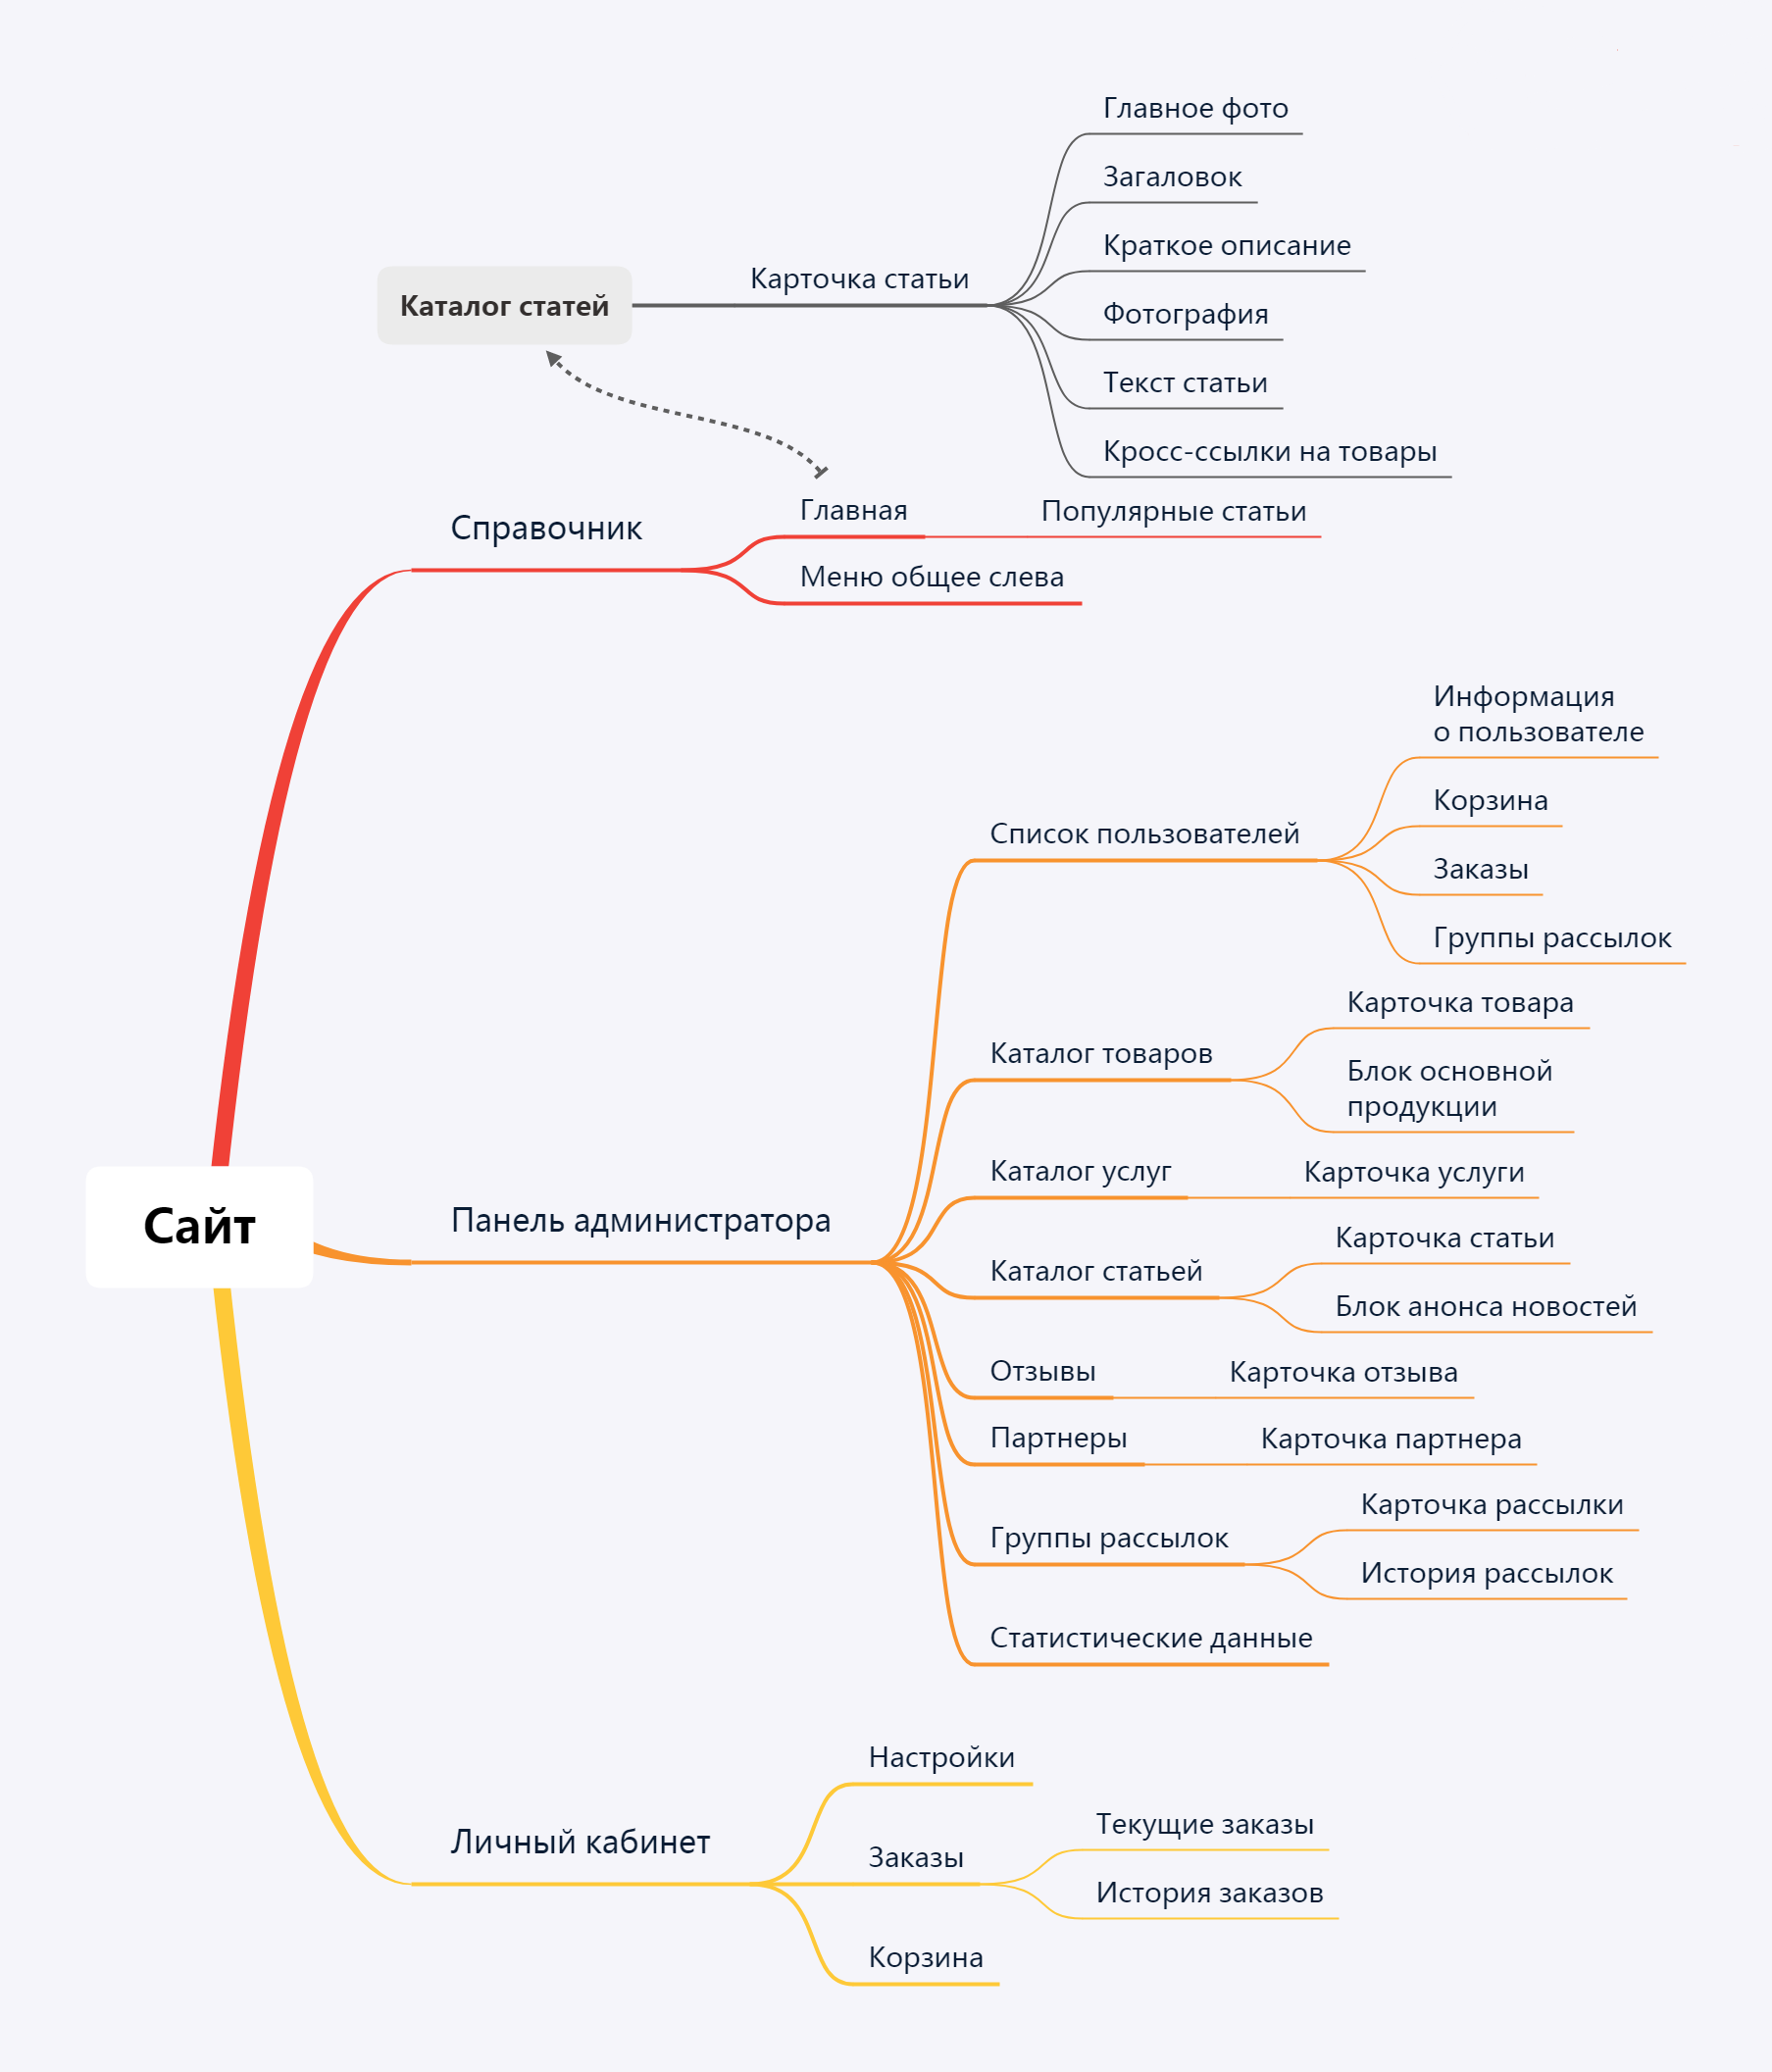 Главное фото
Загаловок
Краткое описание
Карточка статьи
Каталог статей
Фотография
Текст статьи
Кросс-ссылки на товары
Справочник
Главная
Популярные статьи
Меню общее слева
Информация
о пользователе
Корзина
Список пользователей
Заказы
Группы рассылок
Карточка товара
Каталог товаров
Блок основной
продукции
Каталог услуг
Карточка услуги
Сайт
Панель администратора
Карточка статьи
Каталог статьей
Блок анонса новостей
Отзывы
Карточка отзыва
Партнеры
Карточка партнера
Карточка рассылки
Группы рассылок
История рассылок
Статистические данные
Настройки
Личный кабинет
Текущие заказы
Заказы
История заказов
Корзина